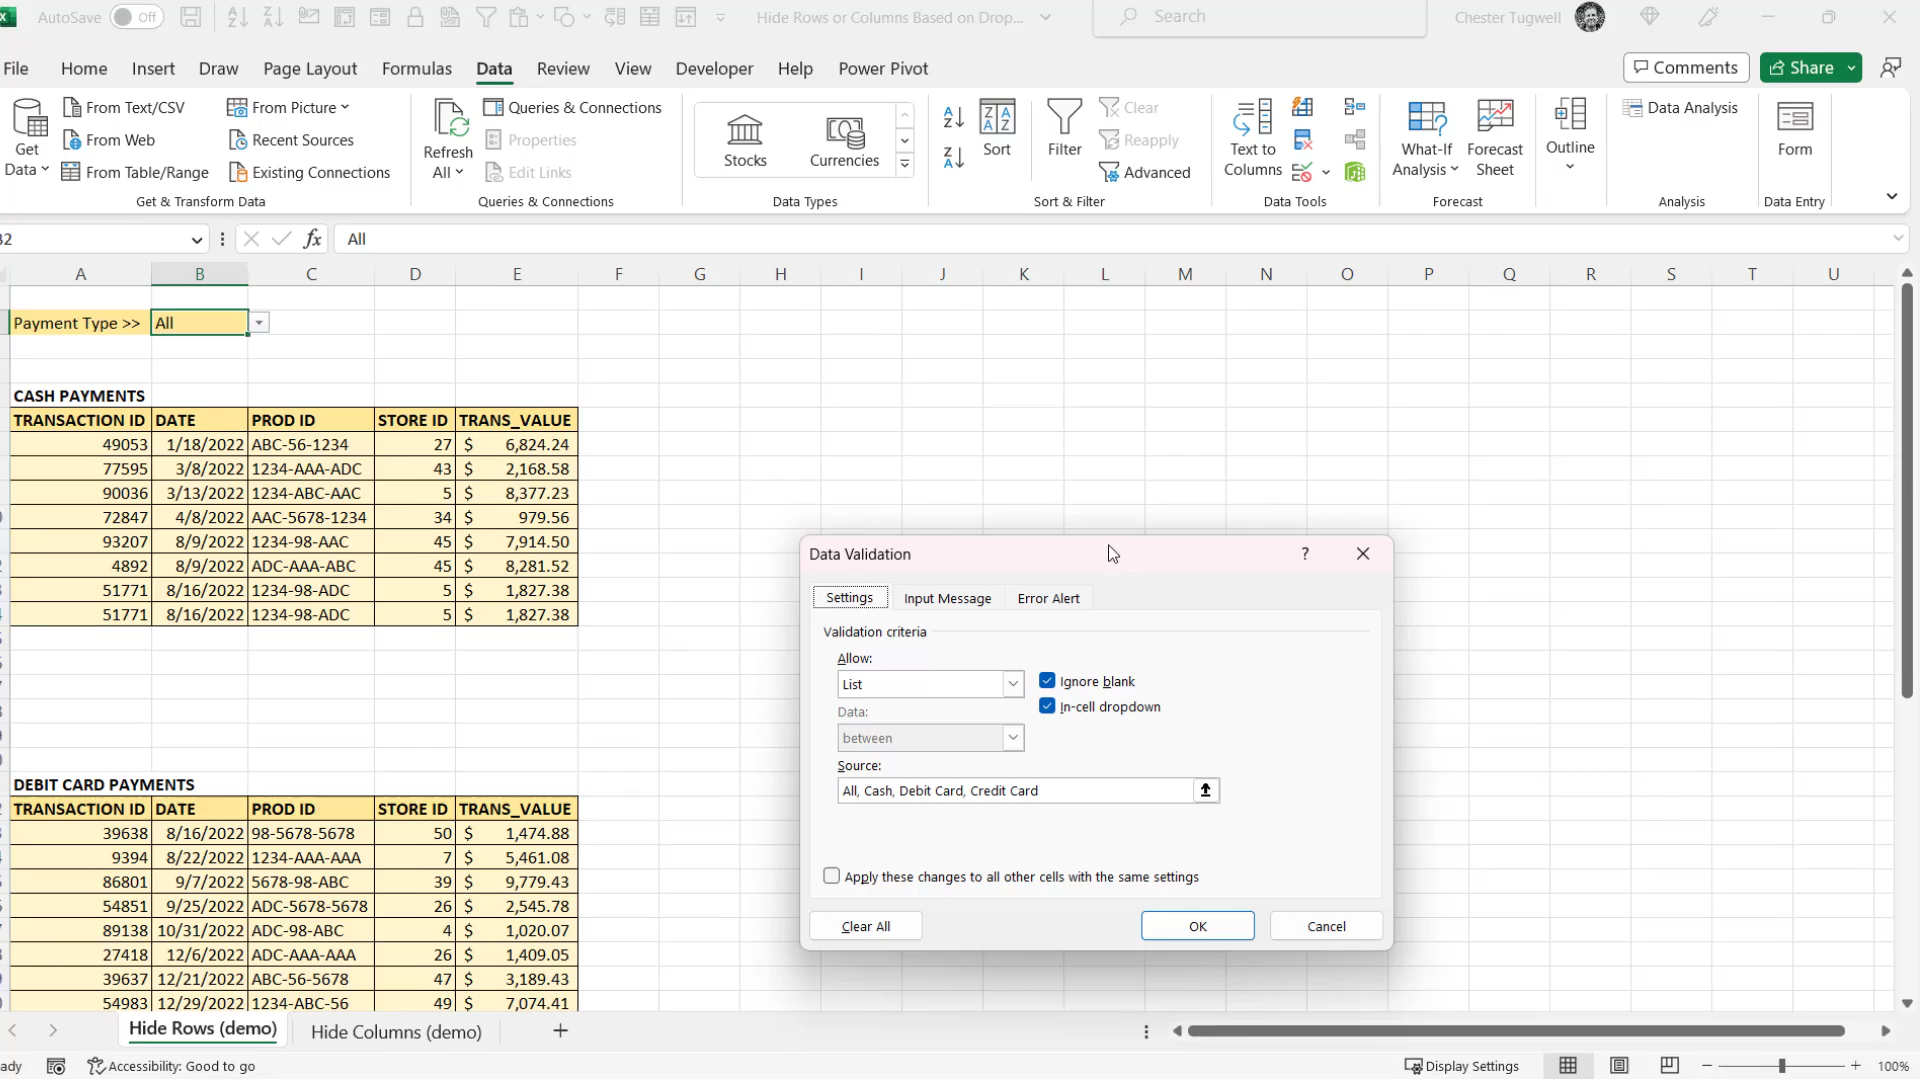 AutoSave Off Hide Rows or Columns Based on Drop... Search Chester Tugwell
File Home Insert Draw Page Layout Formulas Data Review View Developer Help Power Pivot Comments Share
Get Data
From Text/CSV
From Web
From Table/Range
From Picture
Recent Sources
Existing Connections
Get & Transform Data
Refresh All
Queries & Connections
Properties
Edit Links
Queries & Connections
Stocks
Currencies
Data Types
Sort
Filter
Clear
Reapply
Advanced
Sort & Filter
Text to Columns
Data Tools
What-If Analysis
Forecast Sheet
Forecast
Outline
Data Analysis
Analysis
Form
Data Entry
fx All
A B C D E F G H I J K L M N O P Q R S T U
Payment Type >> All
CASH PAYMENTS
TRANSACTION ID DATE PROD ID STORE ID TRANS_VALUE
49053 1/18/2022 ABC-56-1234 27 $ 6,824.24
77595 3/8/2022 1234-AAA-ADC 43 $ 2,168.58
90036 3/13/2022 1234-ABC-AAC 5 $ 8,377.23
72847 4/8/2022 AAC-5678-1234 34 $ 979.56
93207 8/9/2022 1234-98-AAC 45 $ 7,914.50
4892 8/9/2022 ADC-AAA-ABC 45 $ 8,281.52
51771 8/16/2022 1234-98-ADC 5 $ 1,827.38
51771 8/16/2022 1234-98-ADC 5 $ 1,827.38
DEBIT CARD PAYMENTS
TRANSACTION ID DATE PROD ID STORE ID TRANS_VALUE
39638 8/16/2022 98-5678-5678 50 $ 1,474.88
9394 8/22/2022 1234-AAA-AAA 7 $ 5,461.08
86801 9/7/2022 5678-98-ABC 39 $ 9,779.43
54851 9/25/2022 ADC-5678-5678 26 $ 2,545.78
89138 10/31/2022 ADC-98-ABC 4 $ 1,020.07
27418 12/6/2022 ADC-AAA-AAA 26 $ 1,409.05
39637 12/21/2022 ABC-56-5678 47 $ 3,189.43
54983 12/29/2022 1234-ABC-56 49 $ 7,074.41
Data Validation ?
Settings Input Message Error Alert
Validation criteria
Allow:
List Ignore blank
Data: In-cell dropdown
between
Source:
All, Cash, Debit Card, Credit Card
Apply these changes to all other cells with the same settings
Clear All OK Cancel
Hide Rows (demo) Hide Columns (demo)
Accessibility: Good to go Display Settings 100%